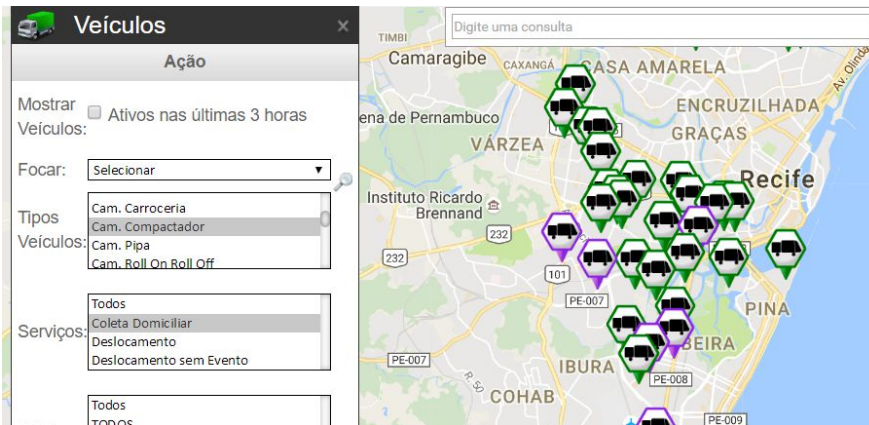 Veículos
×
Ação
Mostrar
Veículos:
Ativos nas últimas 3 horas
Focar:
Selecionar
Tipos
Veículos:
Cam. Carroceria
Cam. Compactador
Cam. Pipa
Cam. Roll On Roll Off
Serviços:
Todos
Coleta Domiciliar
Deslocamento
Deslocamento sem Evento
Todos
TODOS
Digite uma consulta
TIMBI
Camaragibe
CAXANGÁ
CASA AMARELA
Av. Olinda
ena de Pernambuco
ENCRUZILHADA
GRAÇAS
VÁRZEA
Recife
Instituto Ricardo
Brennand
232
232
101
PE-007
PINA
BEIRA
PE-007
IBURA
PE-008
R. 50
COHAB
PE-009